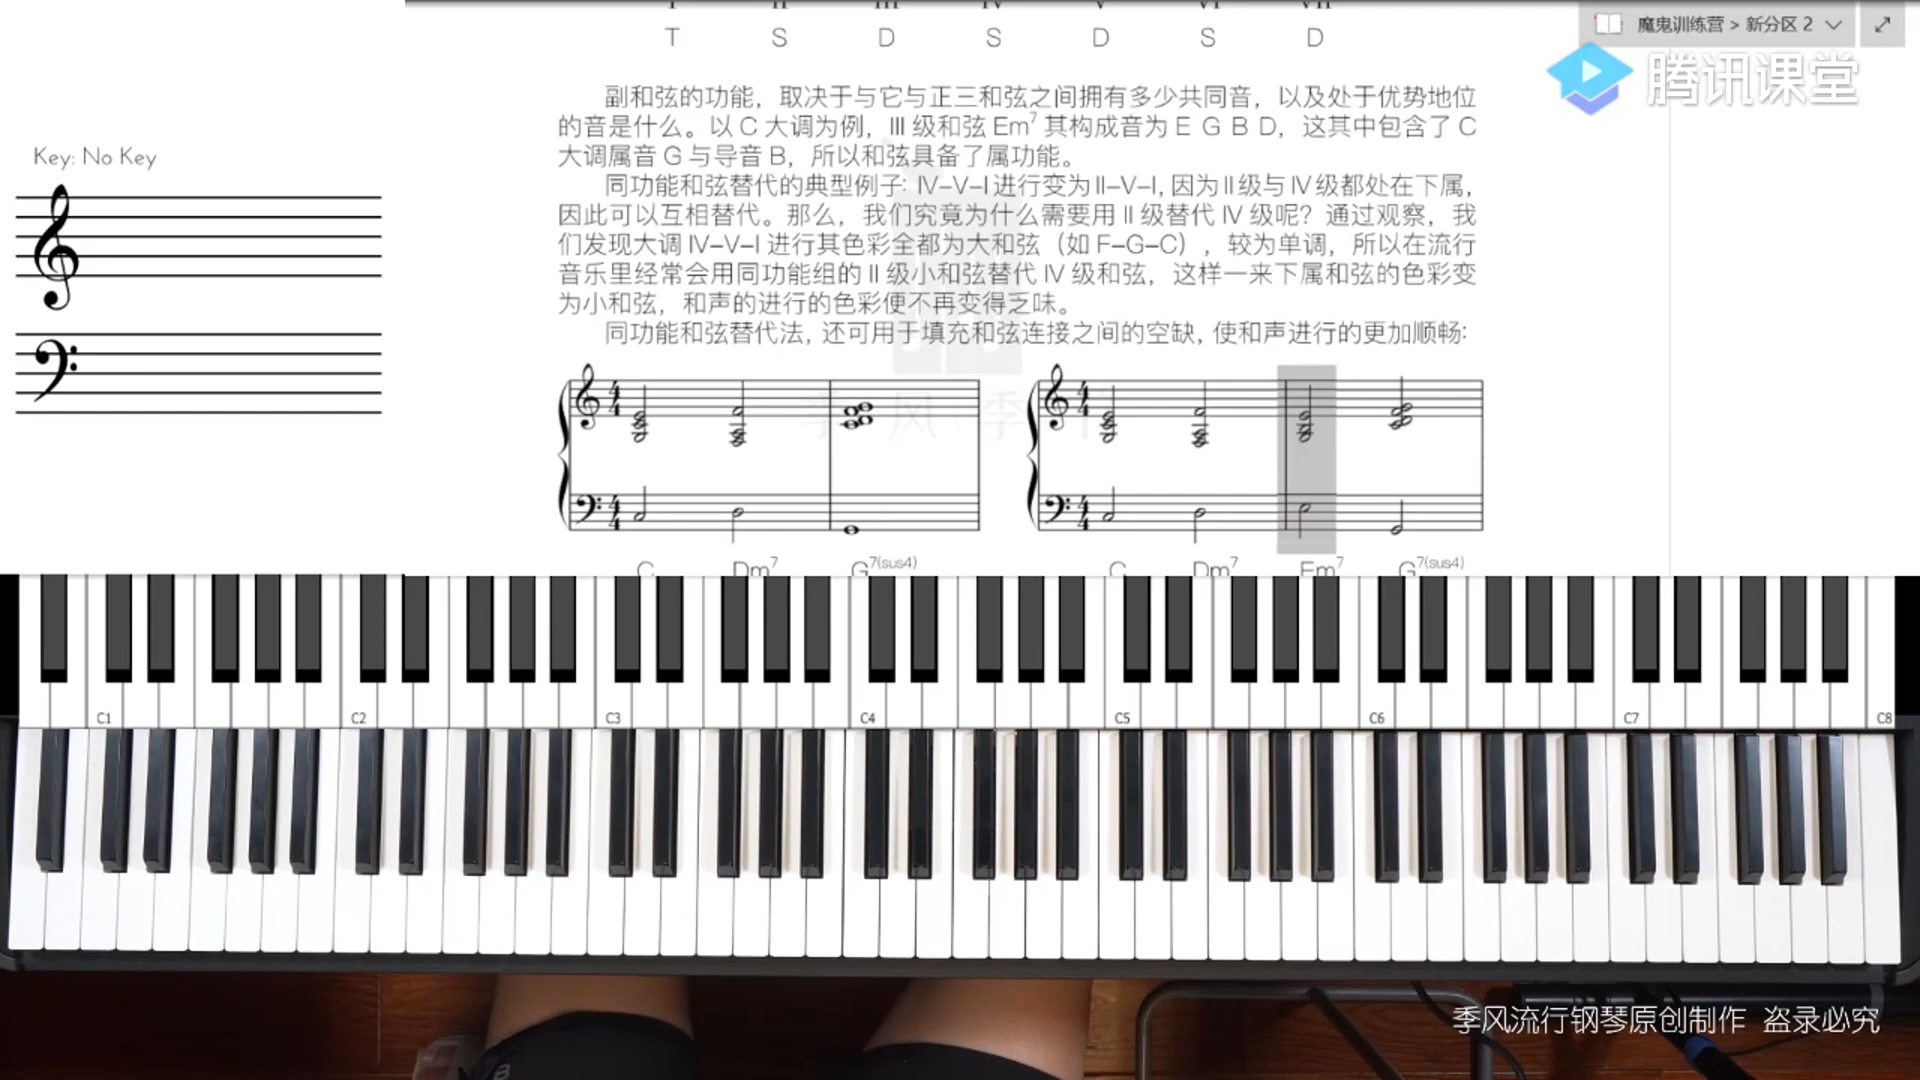 I II III IV V VI VII
T S D S D S D
魔鬼训练营 > 新分区 2
腾讯课堂
副和弦的功能，取决于与它与正三和弦之间拥有多少共同音，以及处于优势地位
的音是什么。以 C 大调为例，III 级和弦 Em7 其构成音为 E G B D，这其中包含了 C
大调属音 G 与导音 B，所以和弦具备了属功能。
同功能和弦替代的典型例子: IV–V–I 进行变为 II–V–I, 因为 II 级与 IV 级都处在下属，
因此可以互相替代。那么，我们究竟为什么需要用 II 级替代 IV 级呢？通过观察，我
们发现大调 IV–V–I 进行其色彩全都为大和弦（如 F–G–C），较为单调，所以在流行
音乐里经常会用同功能组的 II 级小和弦替代 IV 级和弦，这样一来下属和弦的色彩变
为小和弦，和声的进行的色彩便不再变得乏味。
同功能和弦替代法, 还可用于填充和弦连接之间的空缺, 使和声进行的更加顺畅:
Key: No Key
C Dm7 G7(sus4) C Dm7 Em7 G7(sus4)
C1 C2 C3 C4 C5 C6 C7 C8
季风流行钢琴原创制作 盗录必究